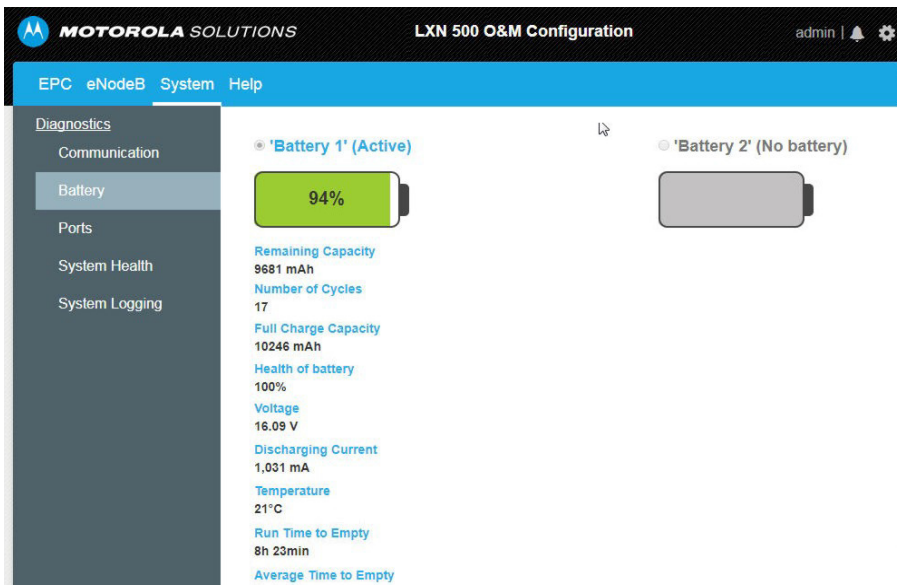 MOTOROLA SOLUTIONS
LXN 500 O&M Configuration
admin |
EPC eNodeB System Help
Diagnostics
Communication
Battery
Ports
System Health
System Logging
'Battery 1' (Active)
94%
Remaining Capacity
9681 mAh
Number of Cycles
17
Full Charge Capacity
10246 mAh
Health of battery
100%
Voltage
16.09 V
Discharging Current
1,031 mA
Temperature
21°C
Run Time to Empty
8h 23min
Average Time to Empty
'Battery 2' (No battery)